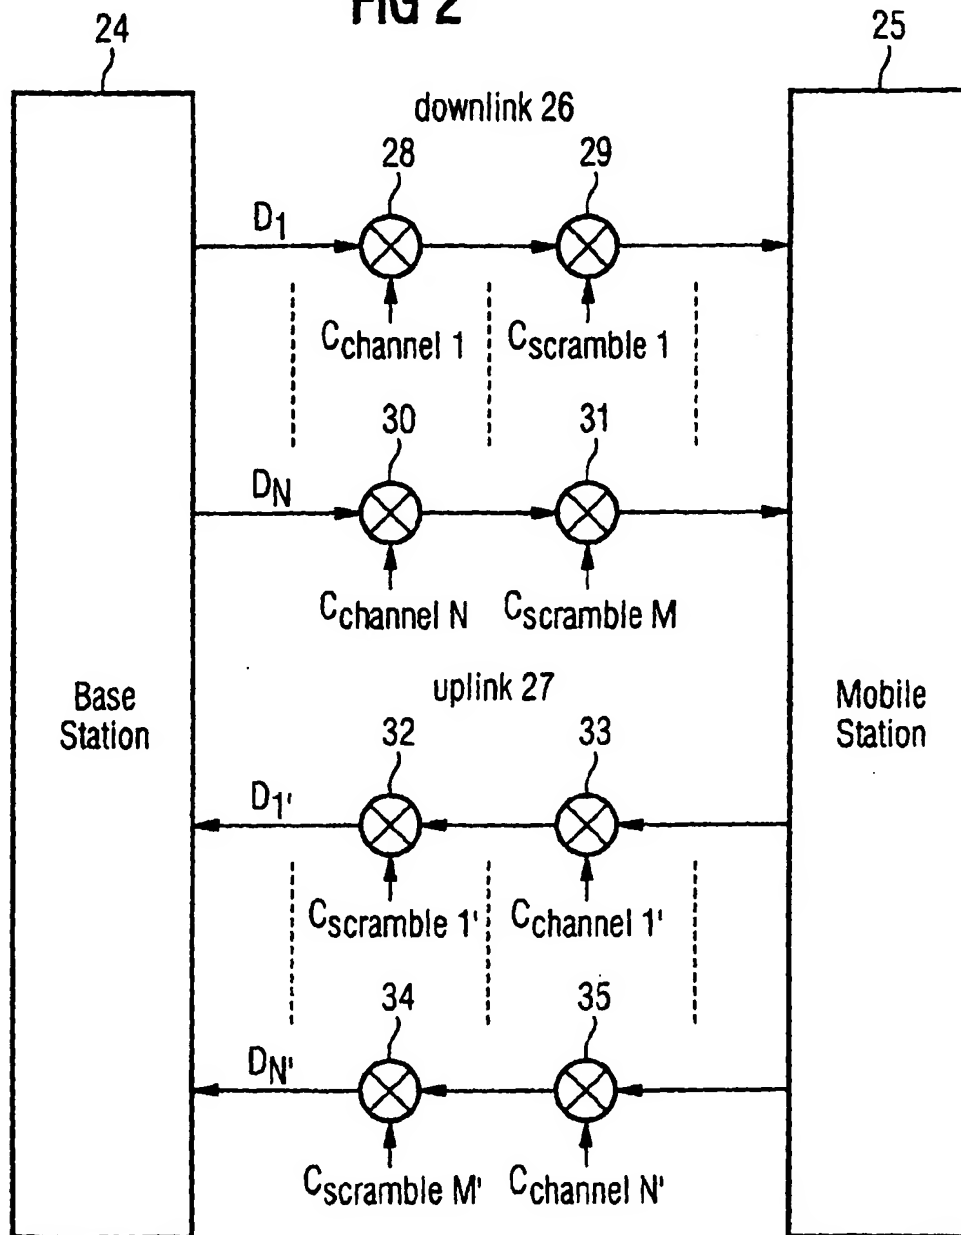 FIG 2
24
25
downlink 26
28
29
D1
Cchannel 1
Cscramble 1
30
31
DN
Cchannel N
Cscramble M
Base
Station
uplink 27
Mobile
Station
32
33
D1'
Cscramble 1'
Cchannel 1'
34
35
DN'
Cscramble M'
Cchannel N'